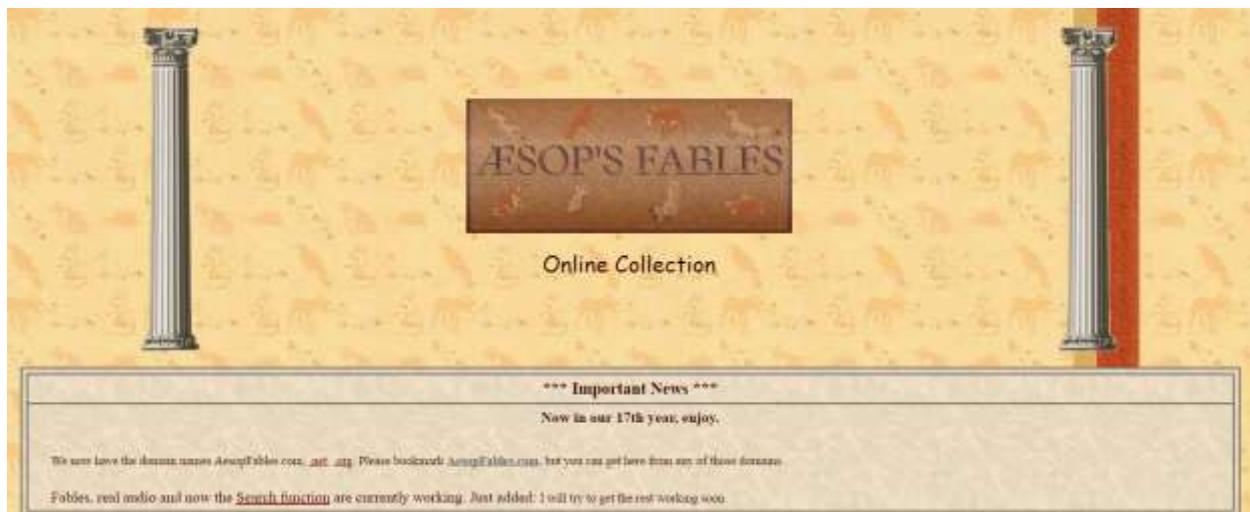 ÆSOP'S FABLES
Online Collection
*** Important News ***
Now in our 17th year, enjoy.
We now have the domain names AesopFables.com, .net .org. Please bookmark AesopFables.com, but you can get here from any of those domains.
Fables, real audio and now the Search function are currently working. Just added: I will try to get the rest working soon